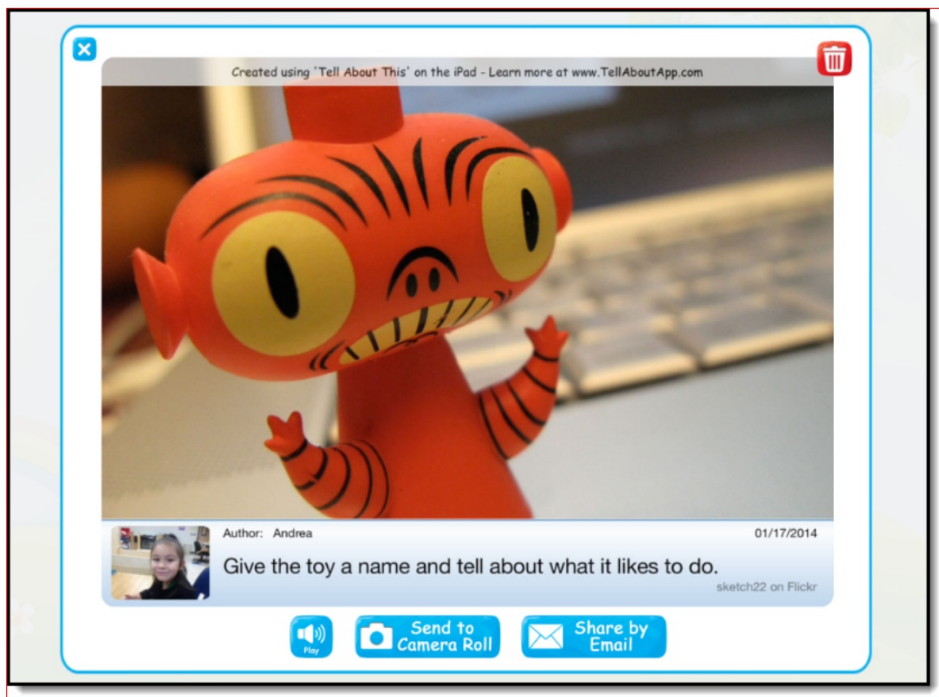 Created using 'Tell About This' on the iPad - Learn more at www.TellAboutApp.com
Author: Andrea
01/17/2014
Give the toy a name and tell about what it likes to do.
sketch22 on Flickr
Play
Send to
Camera Roll
Share by
Email